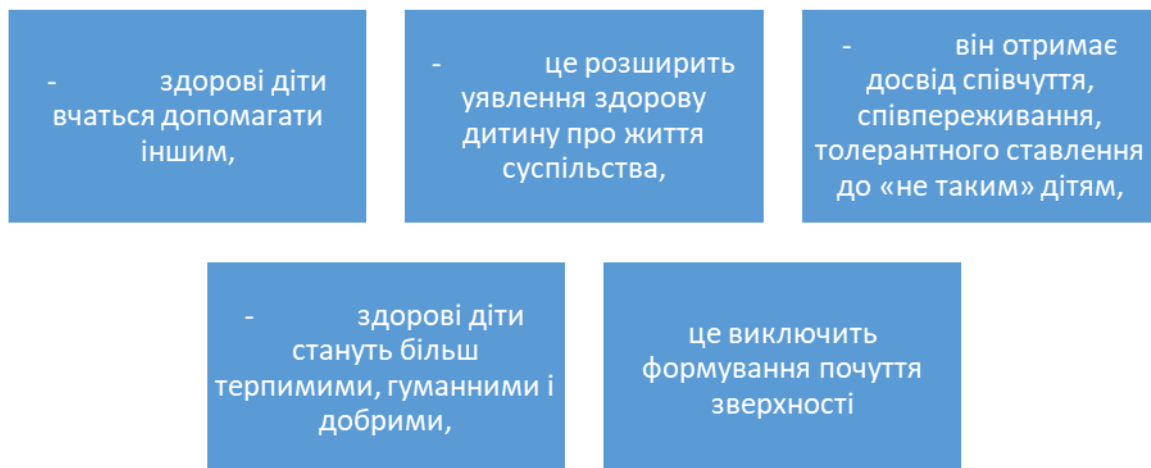 - здорові діти
вчаться допомагати
іншим,
- це розширить
уявлення здорову
дитину про життя
суспільства,
- він отримає
досвід співчуття,
співпереживання,
толерантного ставлення
до «не таким» дітям,
- здорові діти
стануть більш
терпимими, гуманними і
добрими,
це виключить
формування почуття
зверхності